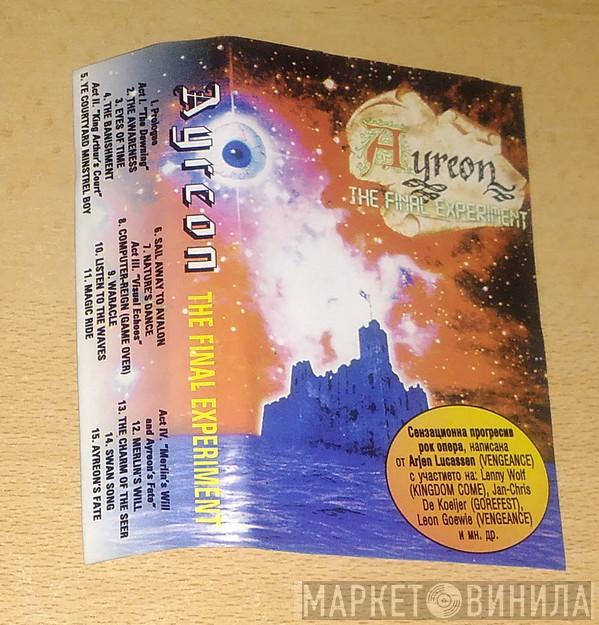 Ayreon
THE FINAL EXPERIMENT
Сензационна прогресив
рок опера, написана
от Arjen Lucassen (VENGEANCE)
с участието на: Lenny Wolf
(KINGDOM COME), Jan-Chris
De Koeijer (GOREFEST),
Leon Goewie (VENGEANCE)
и мн. др.
Ayreon THE FINAL EXPERIMENT
1. Prologue
Act I. "The Dawning"
2. THE AWARENESS
3. EYES OF TIME
4. THE BANISHMENT
Act II. "King Arthur's Court"
5. YE COURTYARD MINSTREL BOY
6. SAIL AWAY TO AVALON
7. NATURE'S DANCE
Act III. "Visual Echoes"
8. COMPUTER-REIGN (GAME OVER)
9. WARACLE
10. LISTEN TO THE WAVES
11. MAGIC RIDE
Act IV. "Merlin's Will
and Ayreon's Fate"
12. MERLIN'S WILL
13. THE CHARM OF THE SEER
14. SWAN SONG
15. AYREON'S FATE
МАРКЕТ ВИНИЛА